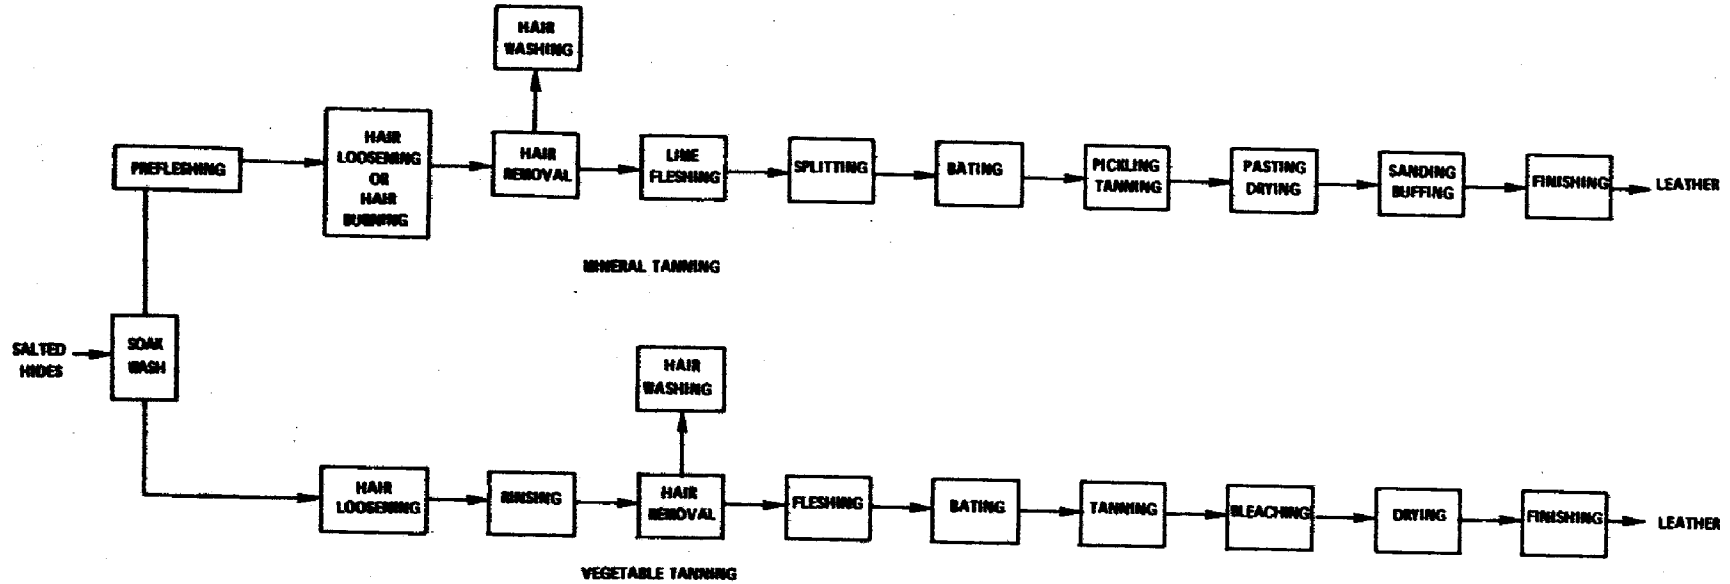 HAIR
WASHING
PREFLESHING
HAIR
LOOSENING
OR
HAIR
BURNING
HAIR
REMOVAL
LIME
FLESHING
SPLITTING
BATING
PICKLING
TANNING
PASTING
DRYING
SANDING
BUFFING
FINISHING
LEATHER
MINERAL TANNING
SALTED
HIDES
SOAK
WASH
HAIR
WASHING
HAIR
LOOSENING
RINSING
HAIR
REMOVAL
FLESHING
BATING
TANNING
BLEACHING
DRYING
FINISHING
LEATHER
VEGETABLE TANNING